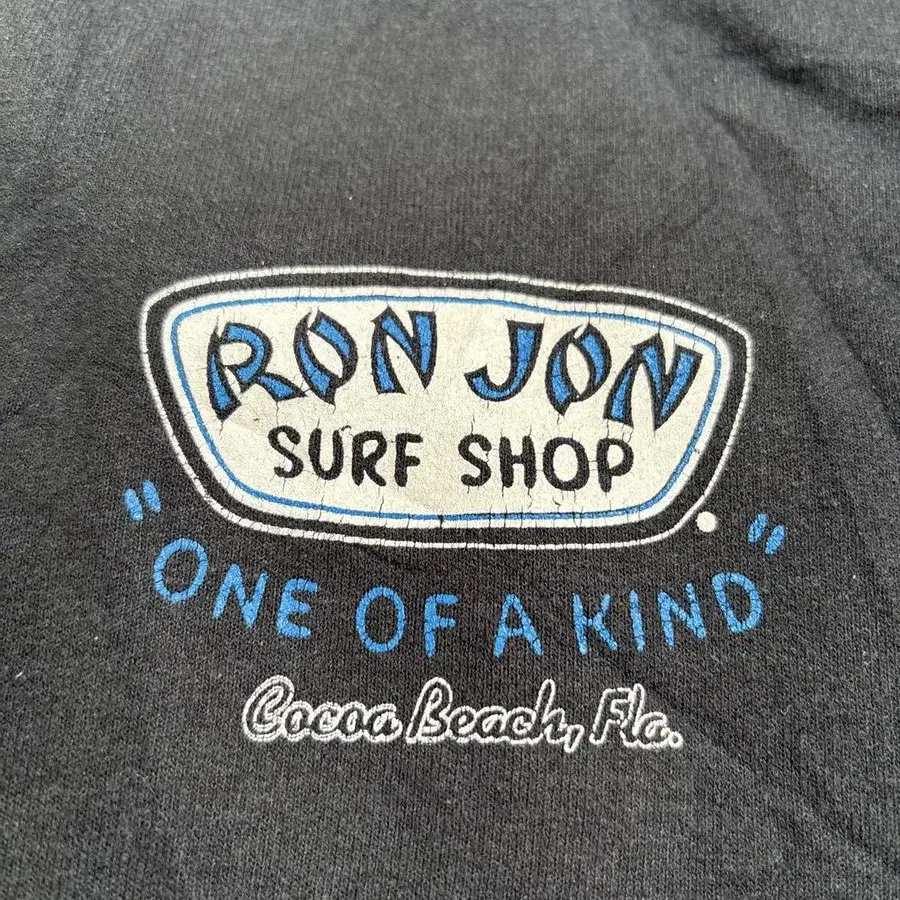 RON JON
SURF SHOP
"ONE OF A KIND"
Cocoa Beach, Fla.